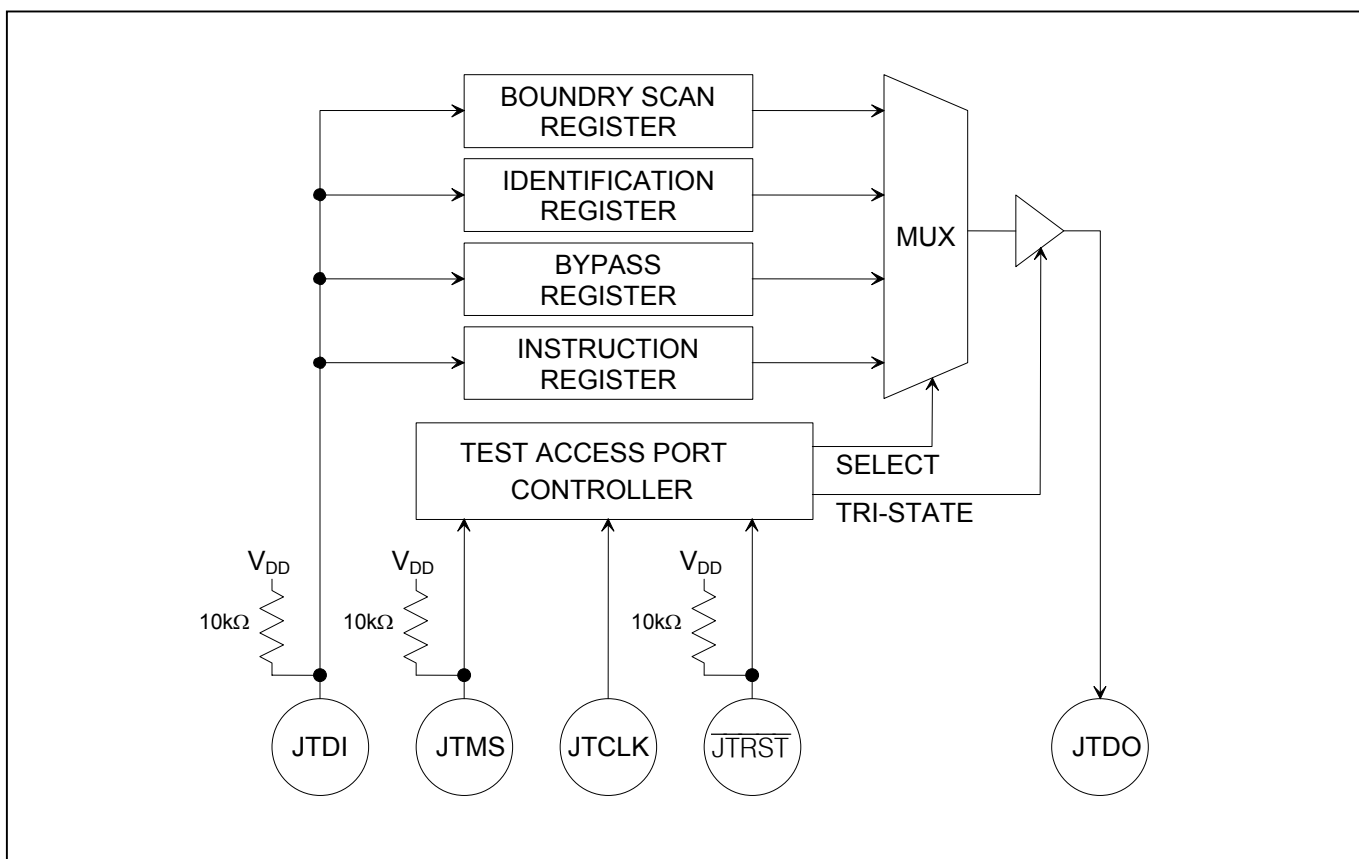 BOUNDRY SCAN
REGISTER
IDENTIFICATION
REGISTER
BYPASS
REGISTER
INSTRUCTION
REGISTER
MUX
TEST ACCESS PORT
CONTROLLER
SELECT
TRI-STATE
VDD
10kΩ
VDD
10kΩ
VDD
10kΩ
JTDI
JTMS
JTCLK
J̅T̅R̅S̅T̅
JTDO